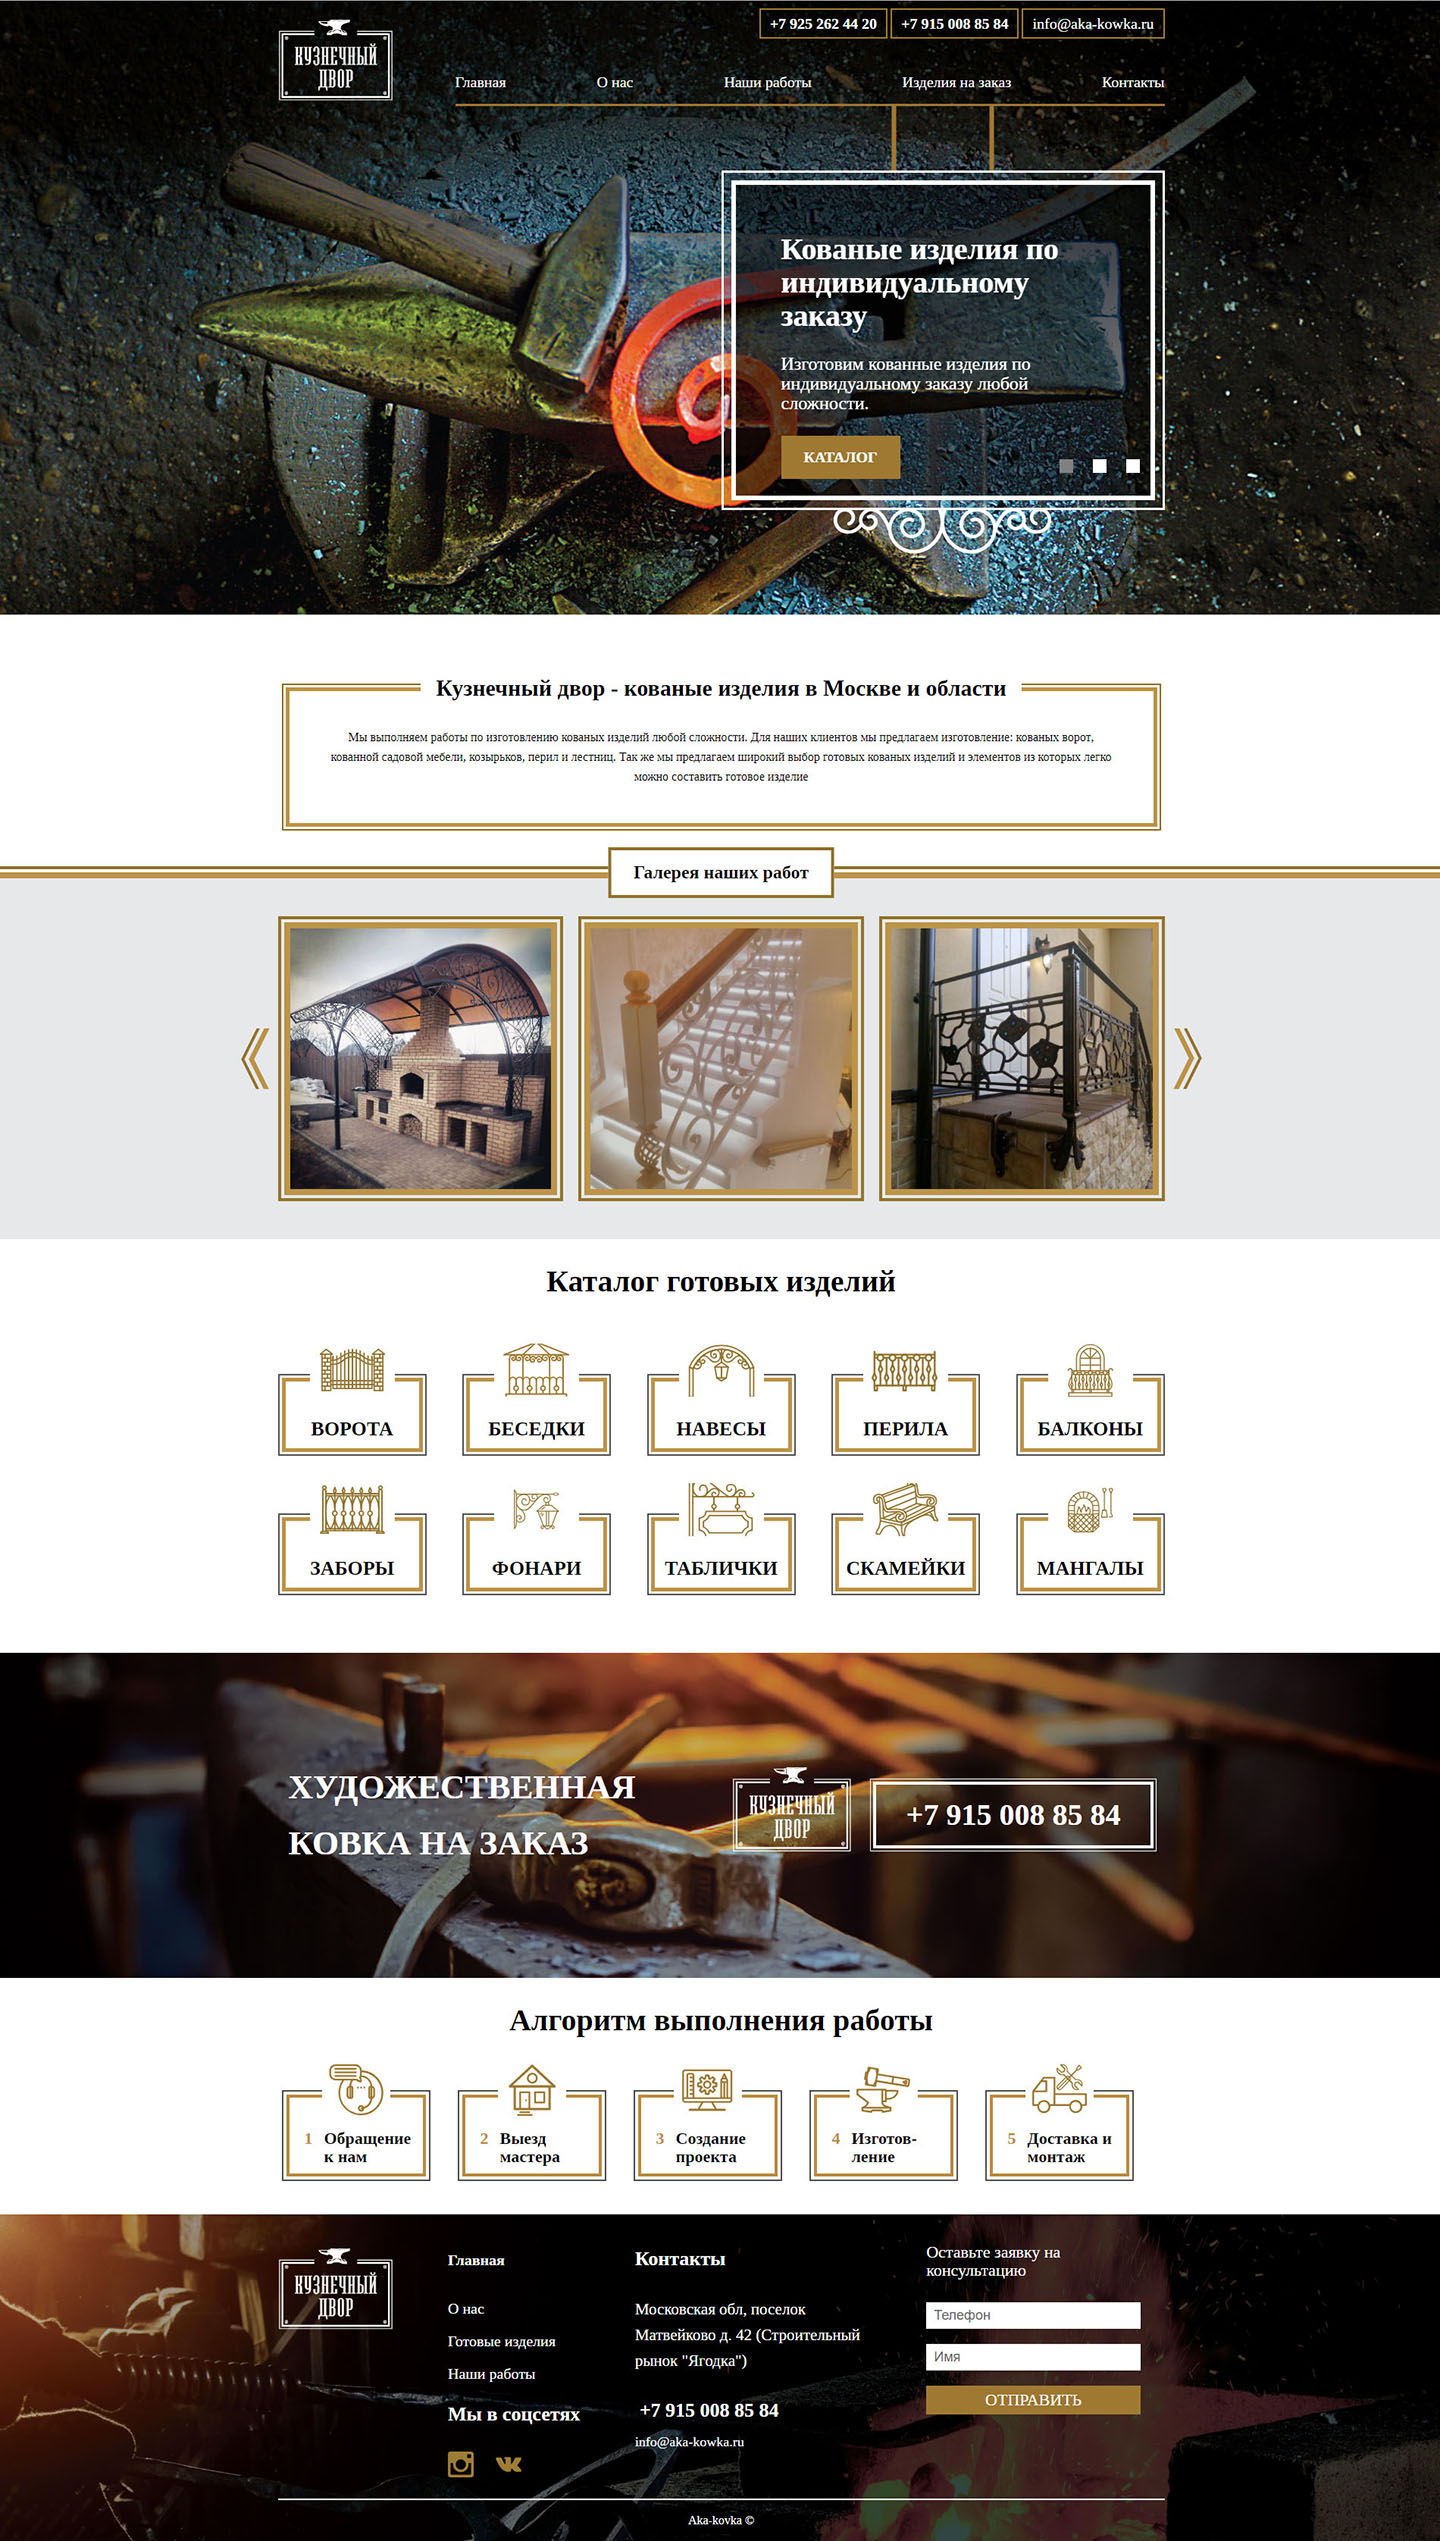 +7 925 262 44 20
+7 915 008 85 84
info@aka-kowka.ru
КУЗНЕЧНЫЙ
ДВОР
Главная
О нас
Наши работы
Изделия на заказ
Контакты
Кованые изделия по
индивидуальному
заказу
Изготовим кованные изделия по
индивидуальному заказу любой
сложности.
КАТАЛОГ
Кузнечный двор - кованые изделия в Москве и области
Мы выполняем работы по изготовлению кованых изделий любой сложности. Для наших клиентов мы предлагаем изготовление: кованых ворот,
кованной садовой мебели, козырьков, перил и лестниц. Так же мы предлагаем широкий выбор готовых кованых изделий и элементов из которых легко
можно составить готовое изделие
Галерея наших работ
Каталог готовых изделий
ВОРОТА
БЕСЕДКИ
НАВЕСЫ
ПЕРИЛА
БАЛКОНЫ
ЗАБОРЫ
ФОНАРИ
ТАБЛИЧКИ
СКАМЕЙКИ
МАНГАЛЫ
ХУДОЖЕСТВЕННАЯ
КОВКА НА ЗАКАЗ
КУЗНЕЧНЫЙ
ДВОР
+7 915 008 85 84
Алгоритм выполнения работы
1 Обращение
к нам
2 Выезд
мастера
3 Создание
проекта
4 Изготов-
ление
5 Доставка и
монтаж
КУЗНЕЧНЫЙ
ДВОР
Главная
О нас
Готовые изделия
Наши работы
Мы в соцсетях
Контакты
Московская обл, поселок
Матвейково д. 42 (Строительный
рынок "Ягодка")
+7 915 008 85 84
info@aka-kowka.ru
Оставьте заявку на
консультацию
Телефон
Имя
ОТПРАВИТЬ
Aka-kovka ©